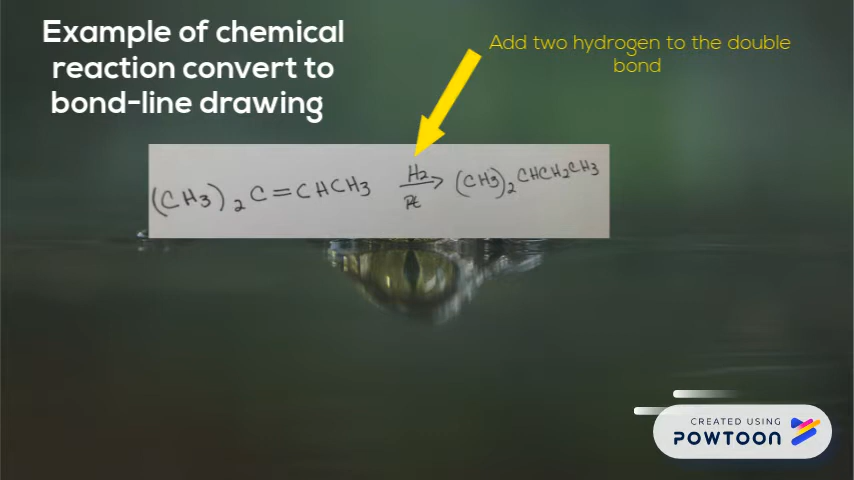 Example of chemical
reaction convert to
bond-line drawing
Add two hydrogen to the double
bond
(CH3)2C=CHCH3 H2/Pt → (CH3)2CHCH2CH3
CREATED USING
POWTOON